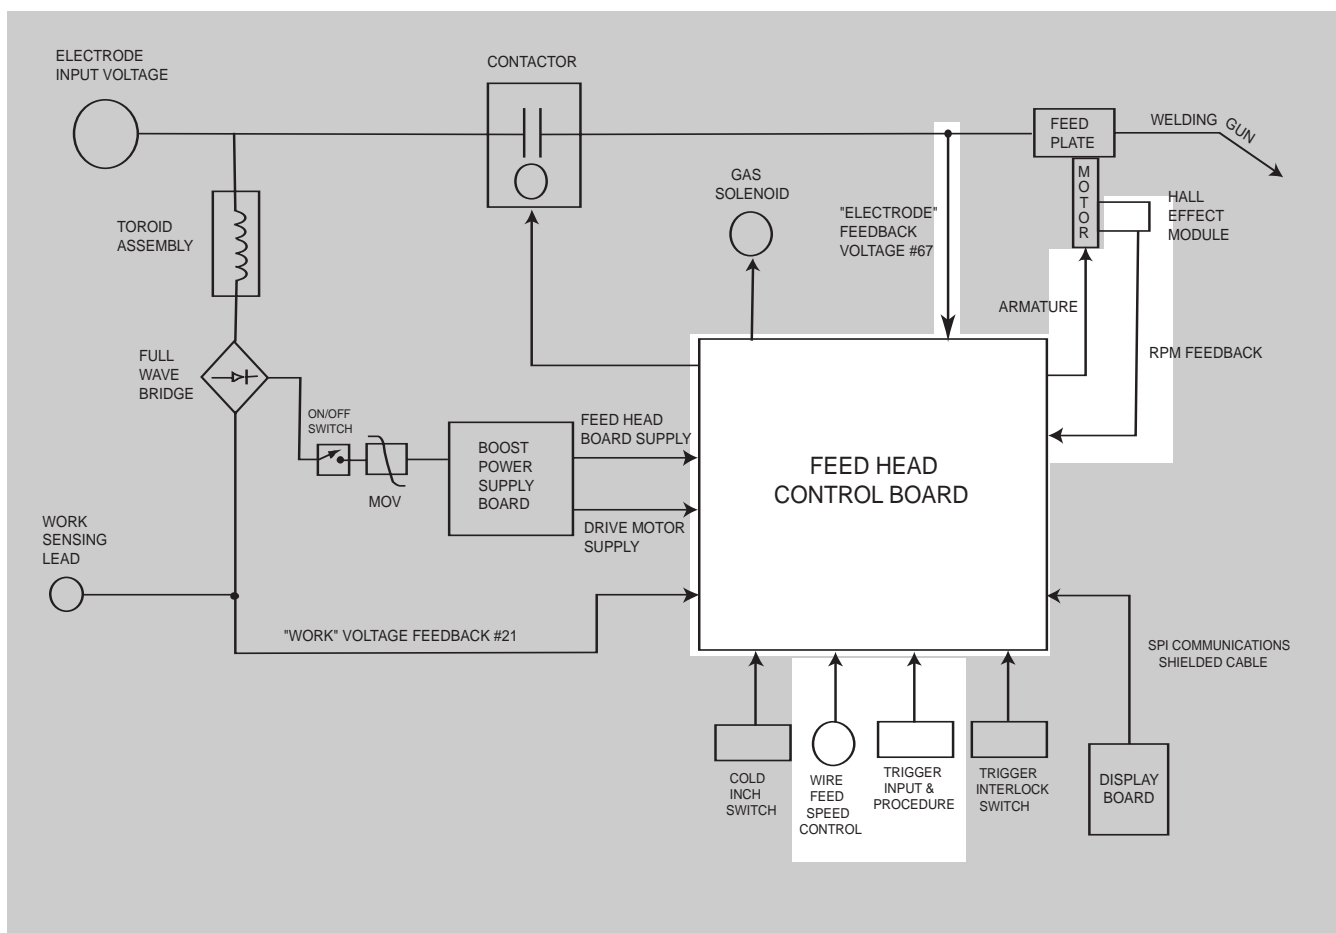 ELECTRODE
INPUT VOLTAGE
CONTACTOR
FEED
PLATE
WELDING GUN
MOTOR
HALL
EFFECT
MODULE
GAS
SOLENOID
"ELECTRODE"
FEEDBACK
VOLTAGE #67
TOROID
ASSEMBLY
ARMATURE
RPM FEEDBACK
FULL
WAVE
BRIDGE
ON/OFF
SWITCH
MOV
BOOST
POWER
SUPPLY
BOARD
FEED HEAD
BOARD SUPPLY
DRIVE MOTOR
SUPPLY
FEED HEAD
CONTROL BOARD
WORK
SENSING
LEAD
"WORK" VOLTAGE FEEDBACK #21
SPI COMMUNICATIONS
SHIELDED CABLE
COLD
INCH
SWITCH
WIRE
FEED
SPEED
CONTROL
TRIGGER
INPUT &
PROCEDURE
TRIGGER
INTERLOCK
SWITCH
DISPLAY
BOARD